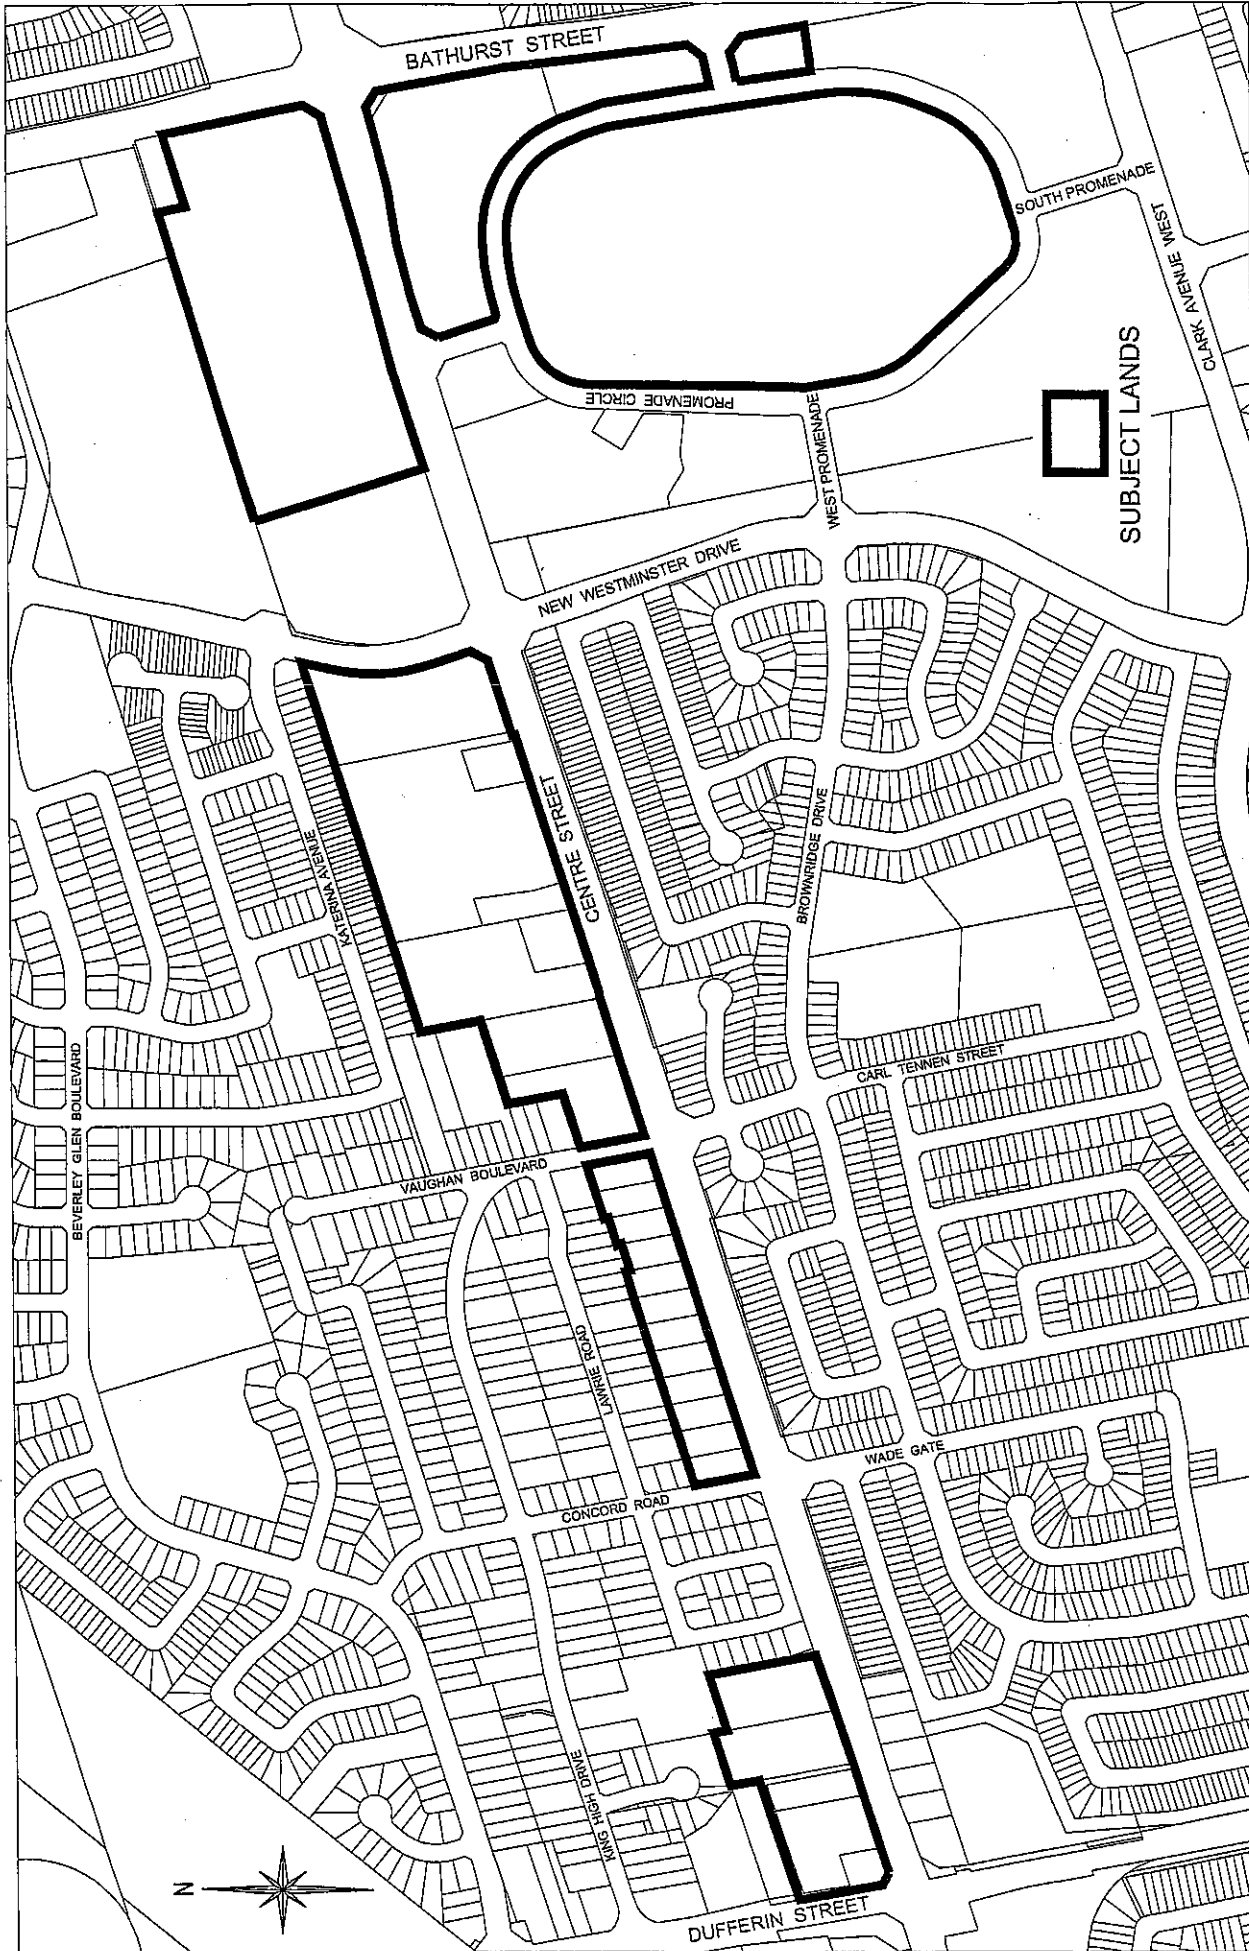 BATHURST STREET
SOUTH PROMENADE
CLARK AVENUE WEST
PROMENADE CIRCLE
WEST PROMENADE
SUBJECT LANDS
NEW WESTMINSTER DRIVE
CENTRE STREET
KATERINA AVENUE
BROWNRIDGE DRIVE
BEVERLEY GLEN BOULEVARD
CARL TENNEN STREET
VAUGHAN BOULEVARD
LAWRIE ROAD
WADE GATE
CONCORD ROAD
KING HIGH DRIVE
N
DUFFERIN STREET